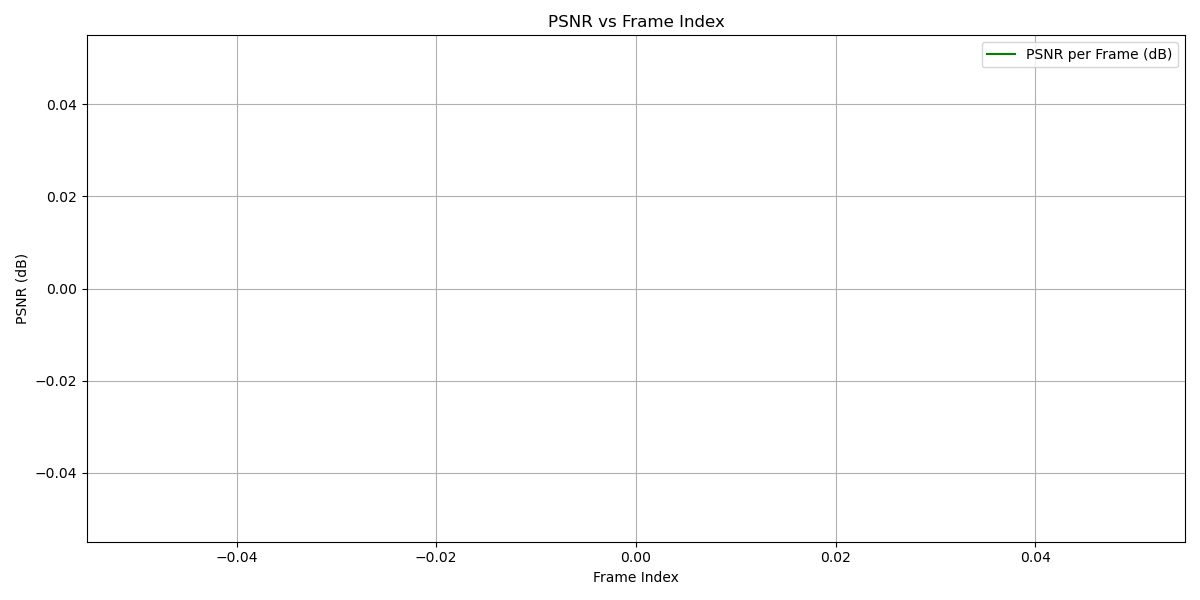 PSNR vs Frame Index
PSNR per Frame (dB)
PSNR (dB)
0.04
0.02
0.00
−0.02
−0.04
−0.04
−0.02
0.00
0.02
0.04
Frame Index